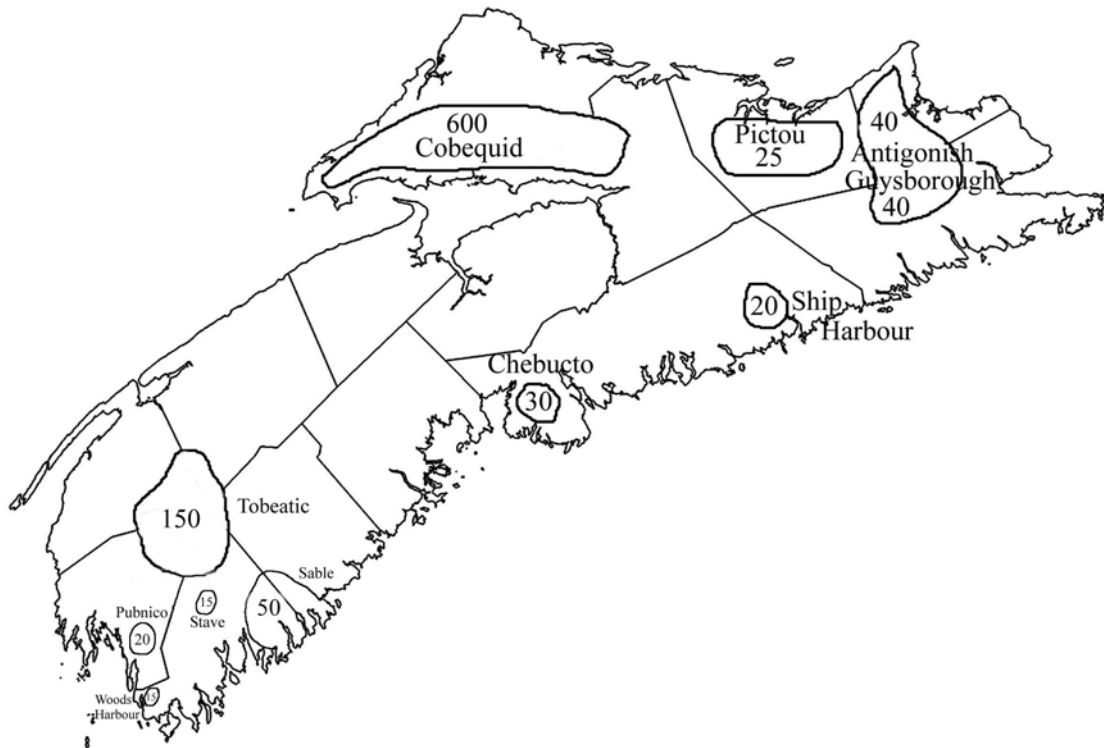 600
Cobequid
Pictou
25
40
Antigonish
Guysborough
40
20
Ship
Harbour
Chebucto
30
150
Tobeatic
Sable
50
15
Stave
Pubnico
20
Woods
Harbour
15